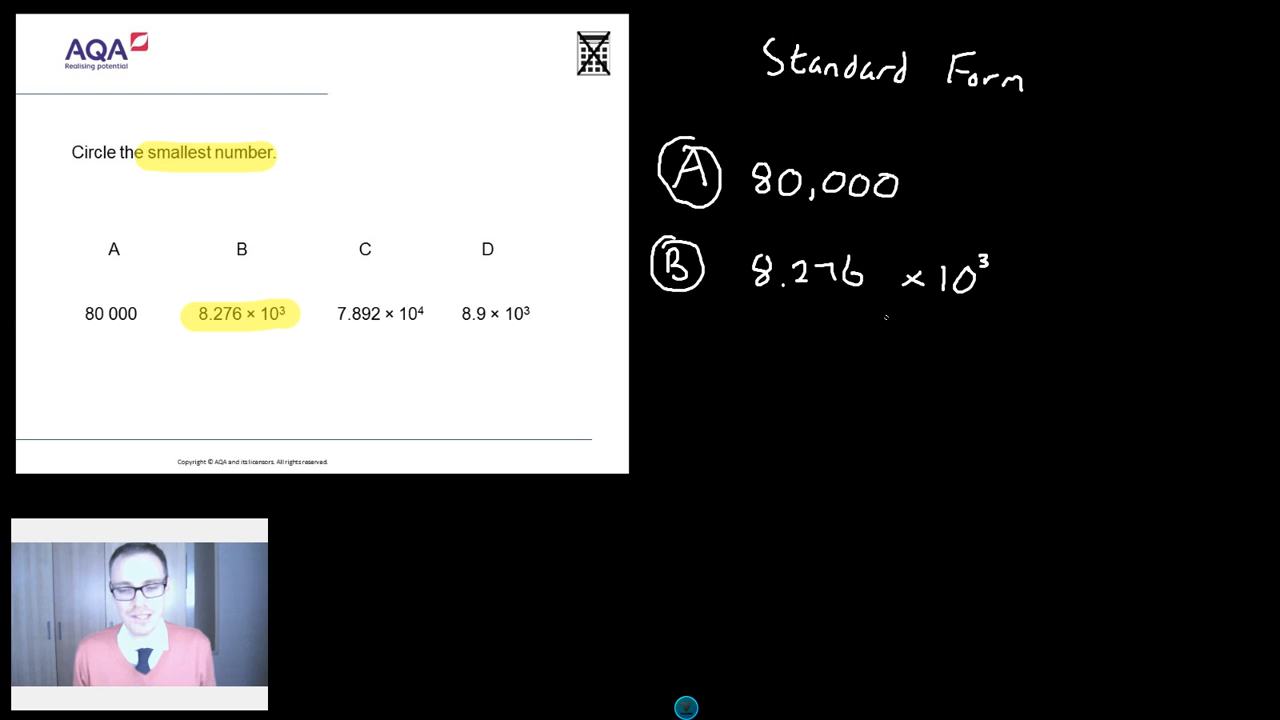 AQA
Realising potential
Circle the smallest number.
A B C D
80 000 8.276 × 10³ 7.892 × 10⁴ 8.9 × 10³
Copyright © AQA and its licensors. All rights reserved.
Standard Form
A 80,000
B 8.276 × 10³